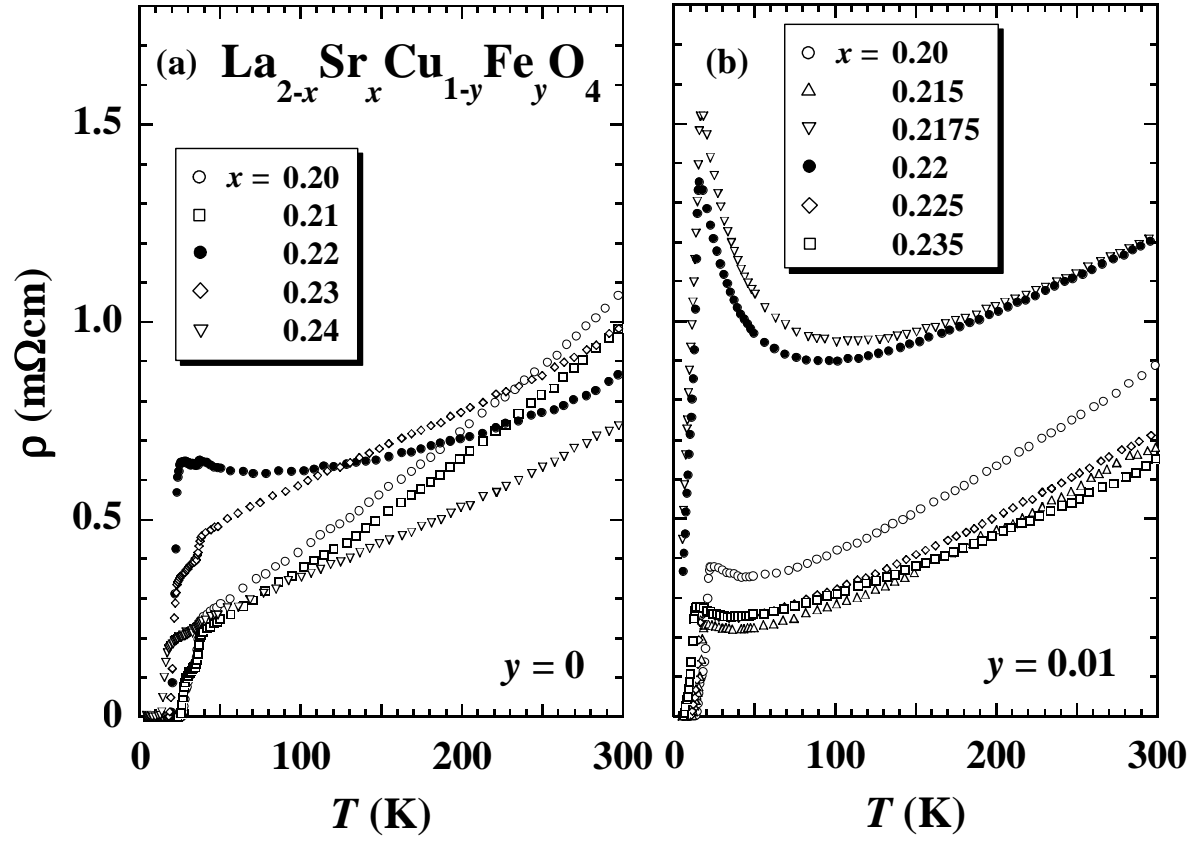 (a) La2-xSrxCu1-yFeyO4
x = 0.20
0.21
0.22
0.23
0.24
y = 0
ρ (mΩcm)
1.5
1.0
0.5
0
0 100 200 300
T (K)
(b)
x = 0.20
0.215
0.2175
0.22
0.225
0.235
y = 0.01
0 100 200 300
T (K)